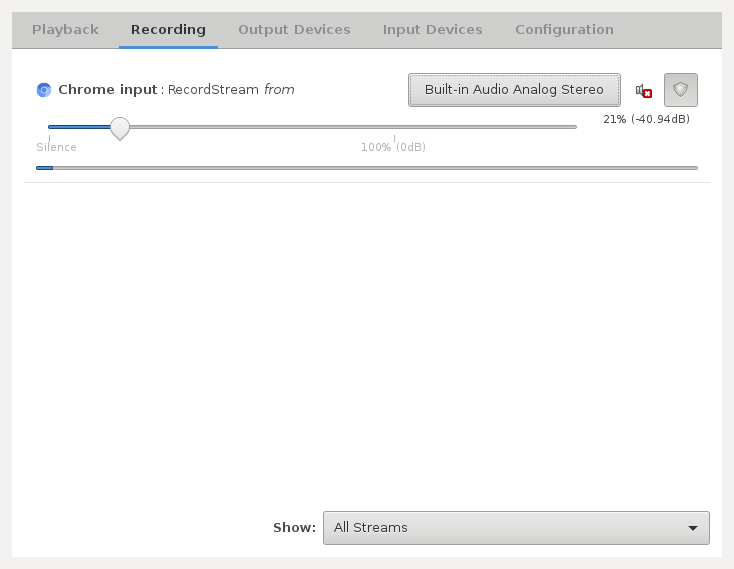 Playback Recording Output Devices Input Devices Configuration
Chrome input : RecordStream from Built-in Audio Analog Stereo
21% (-40.94dB)
Silence 100% (0dB)
Show: All Streams